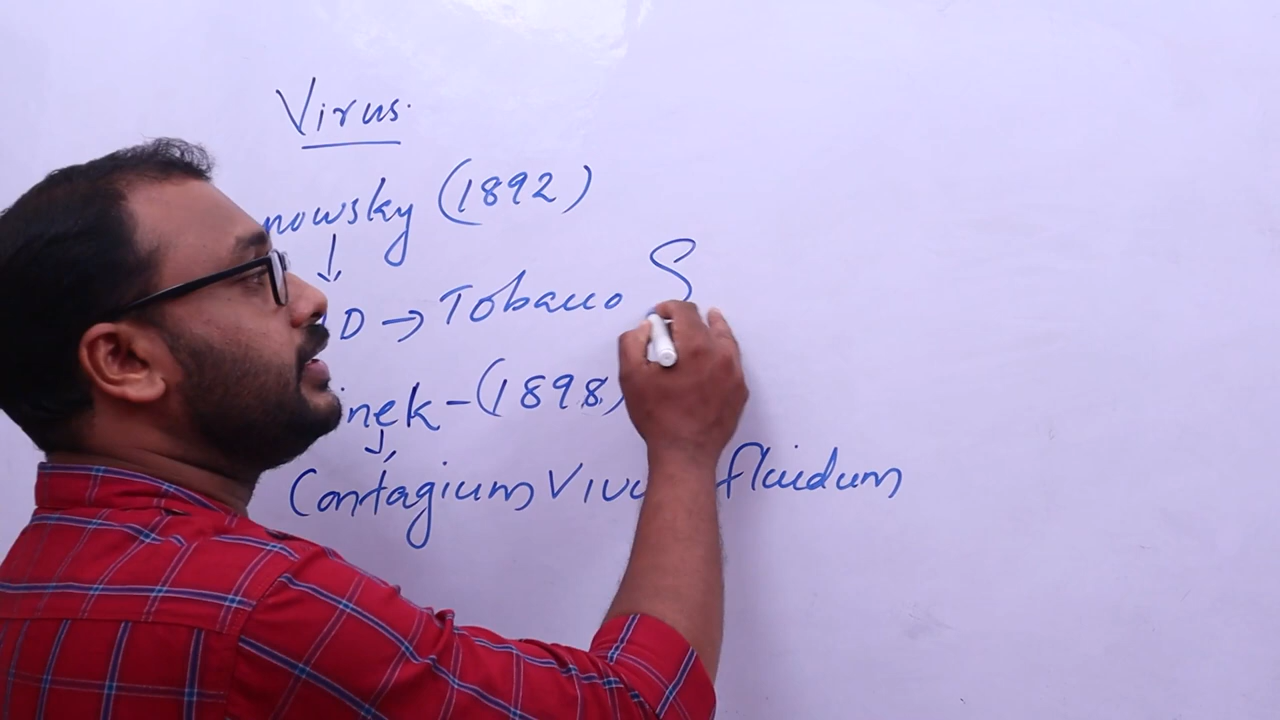 Virus.
nowsky (1892)
D → Tobacco S
inek - (1898)
Contagium Vivu fluidum